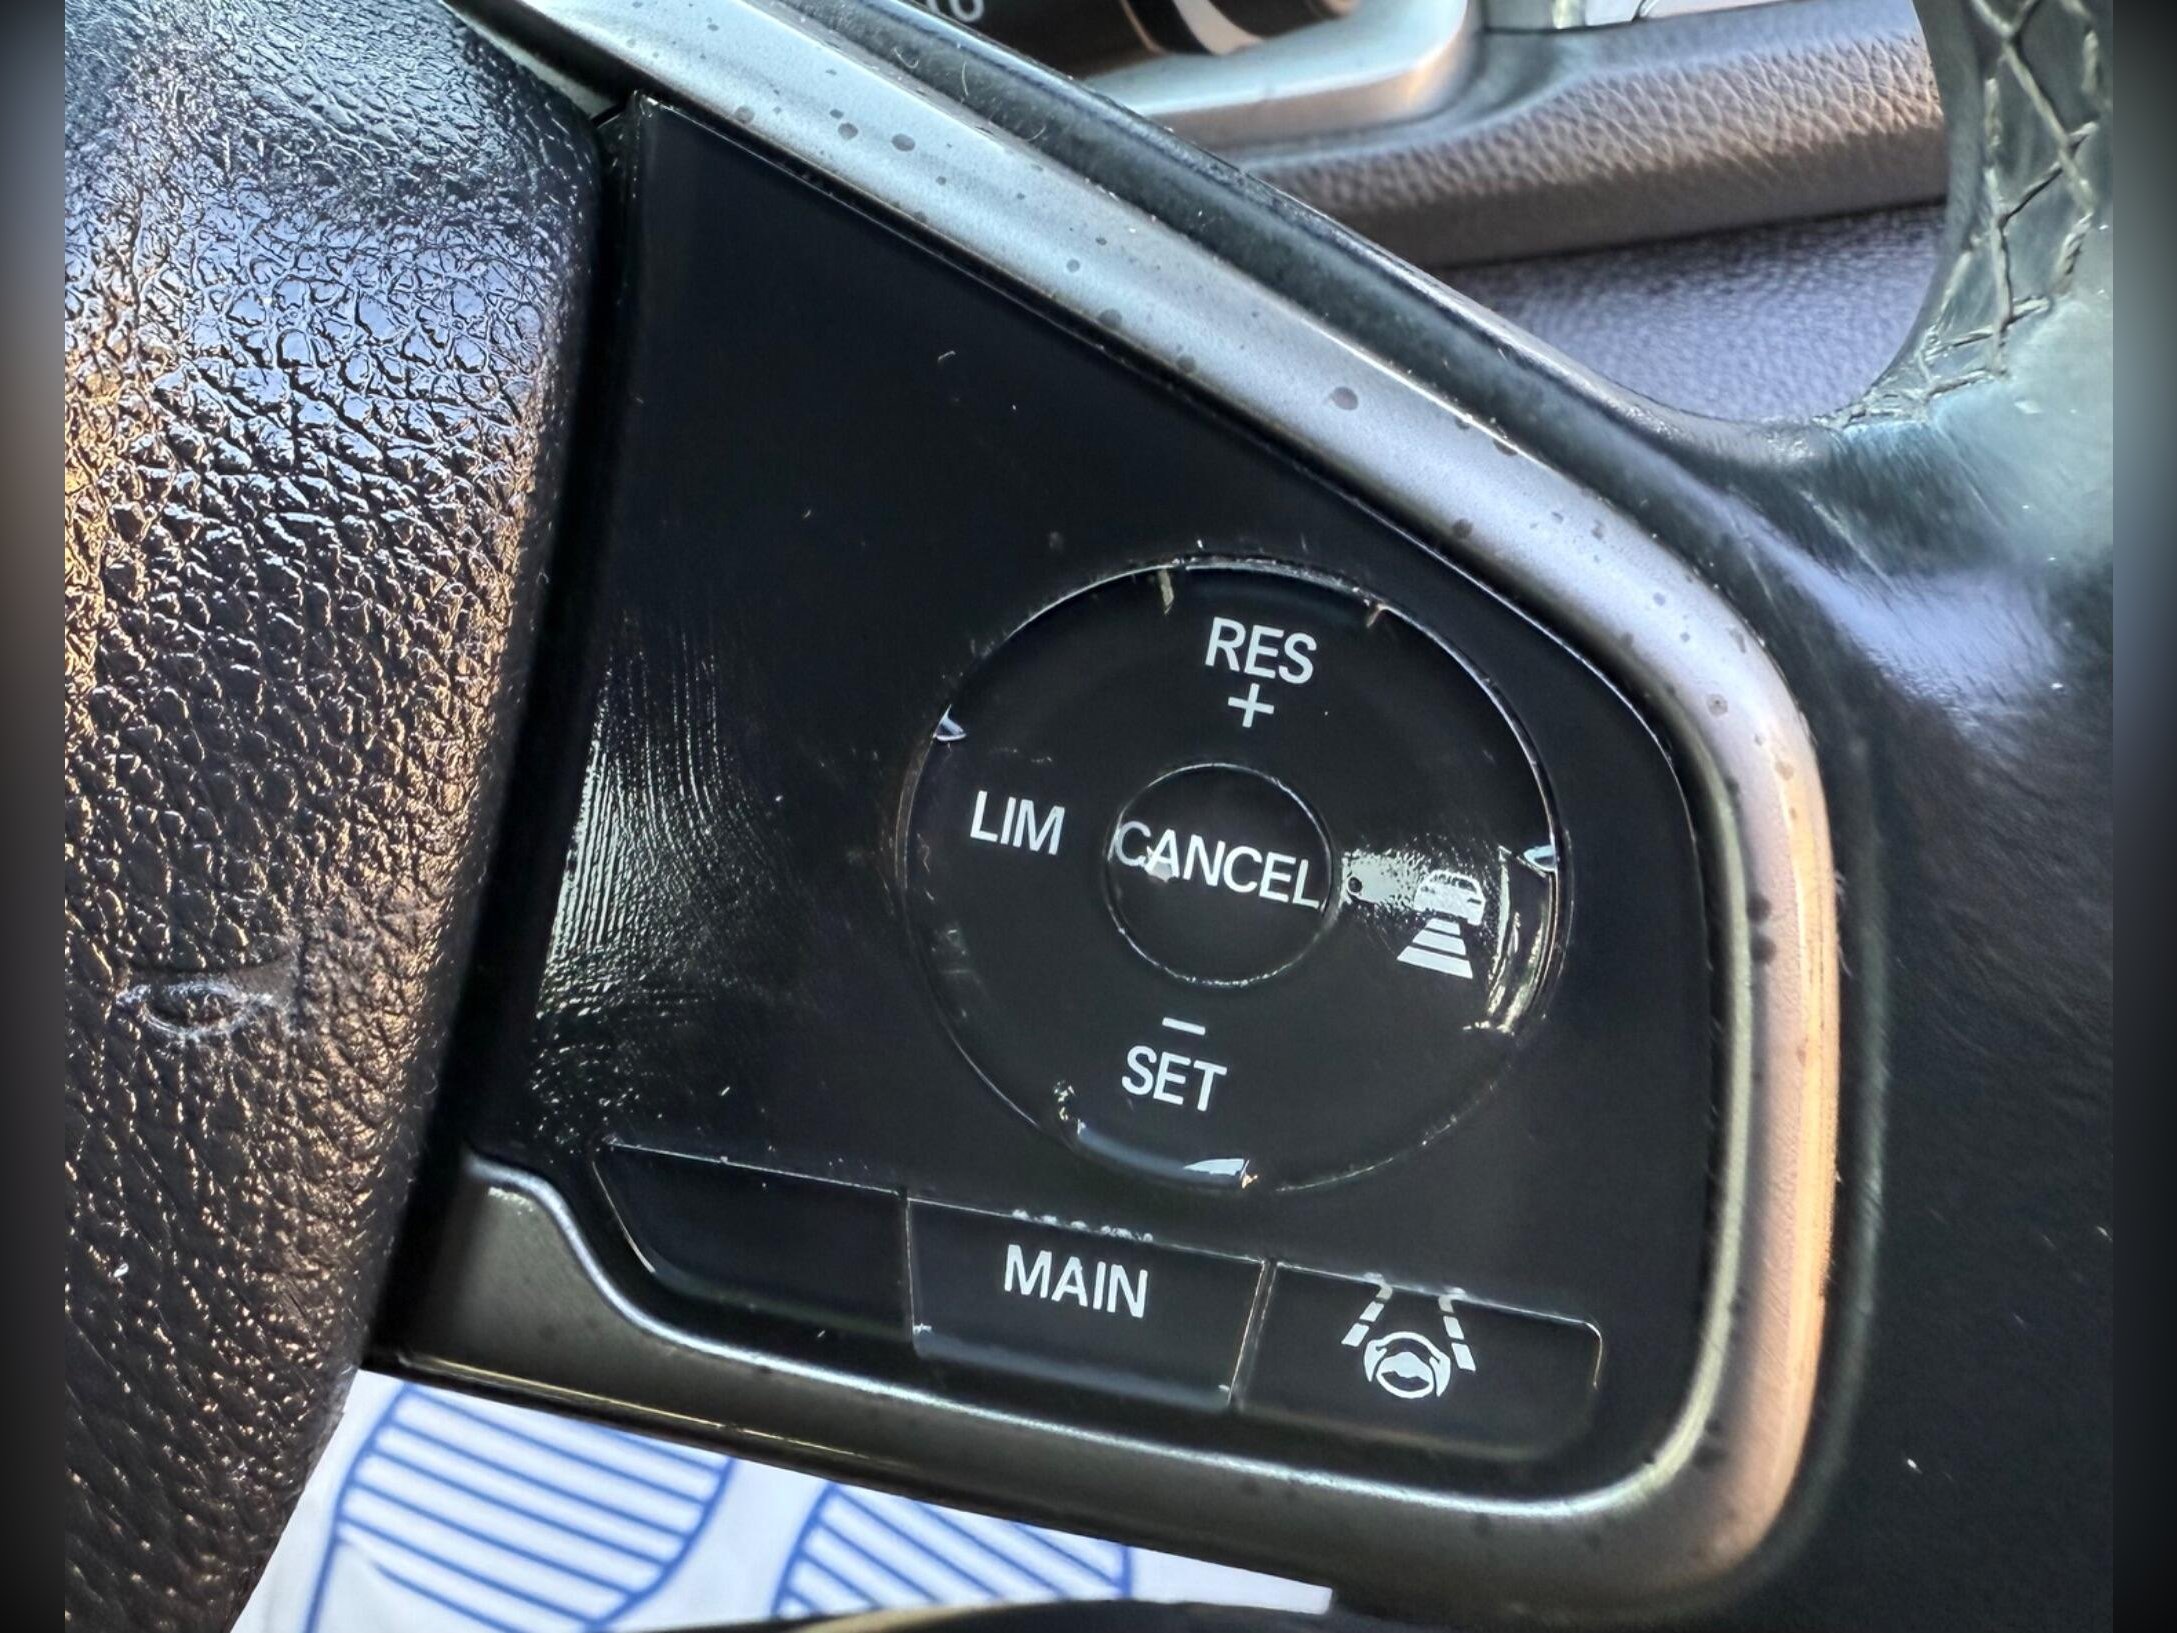 RES
+
LIM
CANCEL
−
SET
MAIN